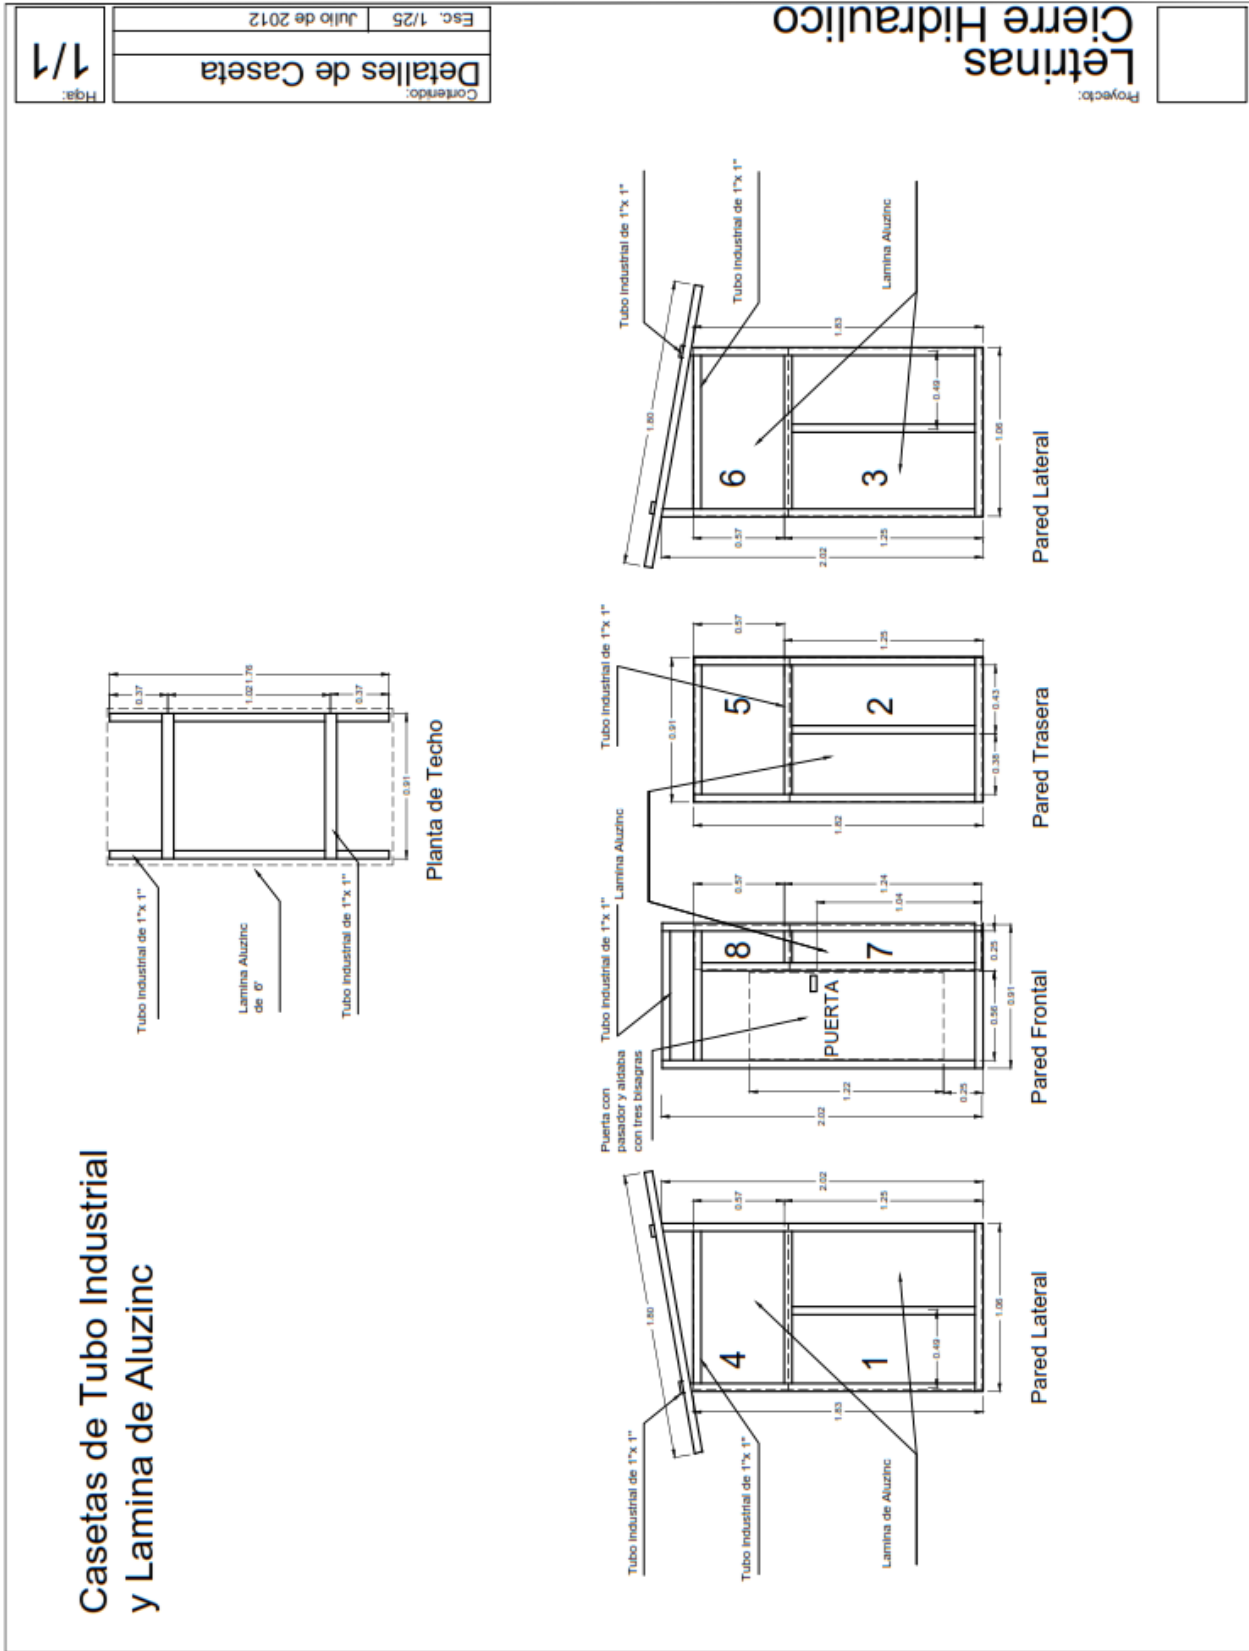 Casetas de Tubo Industrial
y Lamina de Aluzinc
Tubo Industrial de 1"x 1"
Lamina Aluzinc
de 6'
Tubo Industrial de 1"x 1"
0.37
1.02
1.76
0.37
0.91
Planta de Techo
Tubo Industrial de 1"x 1"
Tubo Industrial de 1"x 1"
Lamina de Aluzinc
1.80
4
1
0.57
1.25
2.02
1.83
0.49
1.06
Pared Lateral
Puerta con
pasador y aldaba
con tres bisagras
Tubo Industrial de 1"x 1"
Lamina Aluzinc
8
7
PUERTA
0.57
1.24
1.04
2.02
1.22
0.25
0.56
0.25
0.91
Pared Frontal
Tubo Industrial de 1"x 1"
0.91
5
2
0.57
1.25
1.82
0.38
0.43
Pared Trasera
Tubo Industrial de 1"x 1"
Tubo Industrial de 1"x 1"
Lamina Aluzinc
1.80
6
3
0.57
1.25
2.02
1.83
0.49
1.06
Pared Lateral
Proyecto:
Letrinas
Cierre Hidraulico
Contenido:
Detalles de Caseta
Esc. 1/25
Julio de 2012
Hoja:
1/1